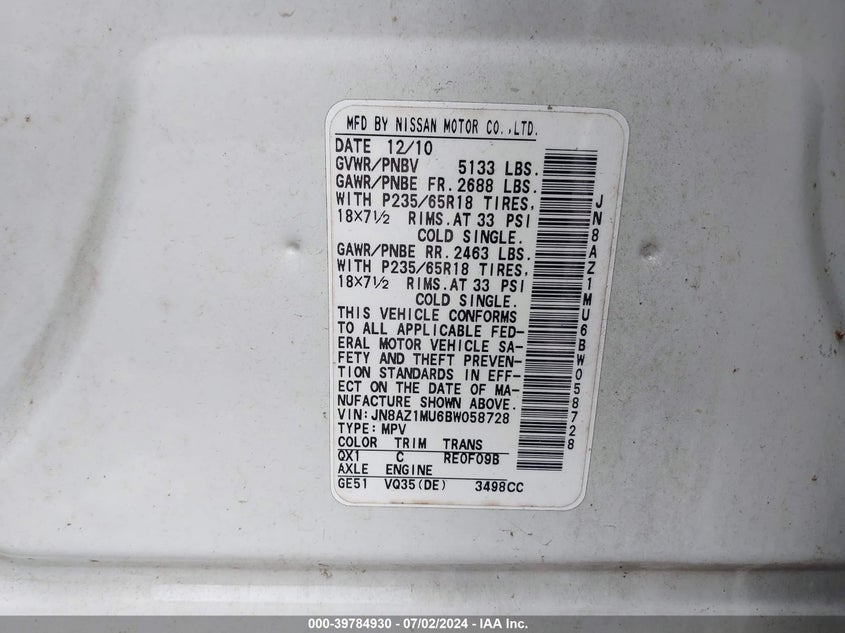 MFD BY NISSAN MOTOR CO.,LTD.
DATE 12/10
GVWR/PNBV 5133 LBS.
GAWR/PNBE FR.2688 LBS.
WITH P235/65R18 TIRES,
18×7½ RIMS.AT 33 PSI
COLD SINGLE.
GAWR/PNBE RR.2463 LBS.
WITH P235/65R18 TIRES,
18×7½ RIMS.AT 33 PSI
COLD SINGLE.
THIS VEHICLE CONFORMS
TO ALL APPLICABLE FED-
ERAL MOTOR VEHICLE SA-
FETY AND THEFT PREVEN-
TION STANDARDS IN EFF-
ECT ON THE DATE OF MA-
NUFACTURE SHOWN ABOVE.
VIN:JN8AZ1MU6BW058728
TYPE:MPV
COLOR TRIM TRANS
QX1 C RE0F09B
AXLE ENGINE
GE51 VQ35(DE) 3498CC
JN8AZ1MU6BW058728
000-39784930 - 07/02/2024 - IAA Inc.